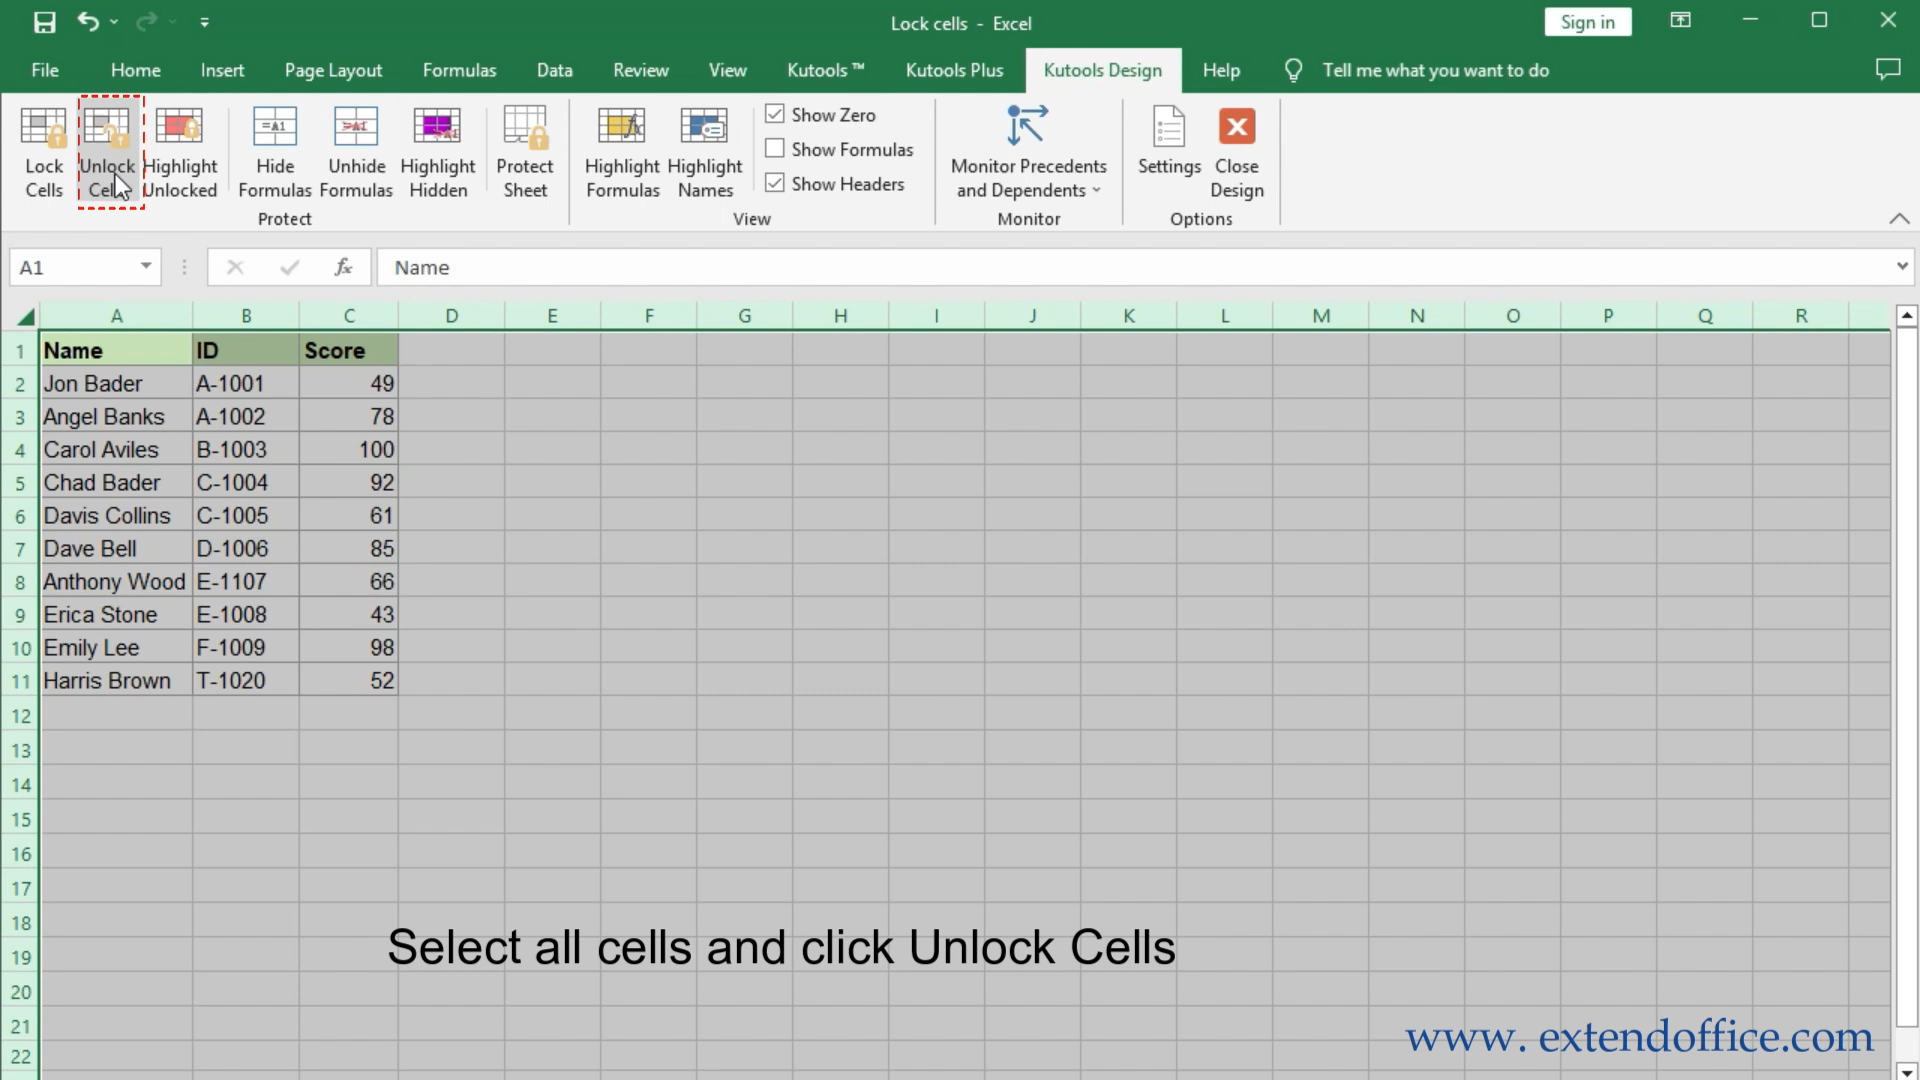 Lock cells - Excel
Sign in
File Home Insert Page Layout Formulas Data Review View Kutools ™ Kutools Plus Kutools Design Help Tell me what you want to do
Lock Cells
Unlock Cells
Highlight Unlocked
Hide Formulas
Unhide Formulas
Highlight Hidden
Protect Sheet
Protect
Highlight Formulas
Highlight Names
Show Zero
Show Formulas
Show Headers
View
Monitor Precedents and Dependents
Monitor
Settings
Close Design
Options
A1 fx Name
A B C D E F G H I J K L M N O P Q R
1 Name ID Score
2 Jon Bader A-1001 49
3 Angel Banks A-1002 78
4 Carol Aviles B-1003 100
5 Chad Bader C-1004 92
6 Davis Collins C-1005 61
7 Dave Bell D-1006 85
8 Anthony Wood E-1107 66
9 Erica Stone E-1008 43
10 Emily Lee F-1009 98
11 Harris Brown T-1020 52
12
13
14
15
16
17
18
19
20
21
22
Select all cells and click Unlock Cells
www. extendoffice.com